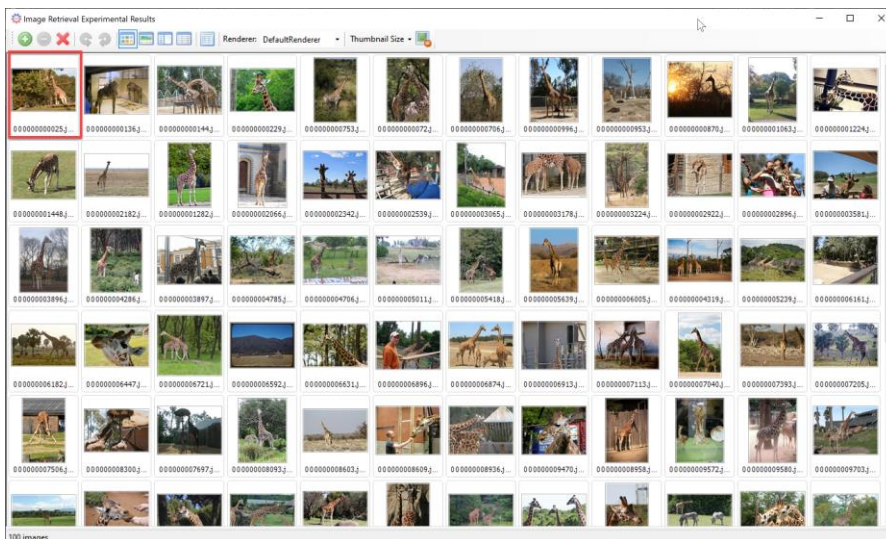 Image Retrieval Experimental Results
Renderer: DefaultRenderer Thumbnail Size
000000000025.j... 000000000136.j... 000000000144.j... 000000000229.j... 000000000753.j... 000000000072.j... 000000000706.j... 000000000996.j... 000000000953.j... 000000000870.j... 000000001063.j... 000000001224.j...
000000001448.j... 000000002182.j... 000000001282.j... 000000002066.j... 000000002342.j... 000000002539.j... 000000003065.j... 000000003178.j... 000000003224.j... 000000002922.j... 000000002896.j... 000000003581.j...
000000003896.j... 000000004286.j... 000000003897.j... 000000004785.j... 000000004706.j... 000000005011.j... 000000005418.j... 000000005639.j... 000000006005.j... 000000004319.j... 000000005239.j... 000000006161.j...
000000006182.j... 000000006447.j... 000000006721.j... 000000006592.j... 000000006631.j... 000000006896.j... 000000006874.j... 000000006913.j... 000000007113.j... 000000007040.j... 000000007393.j... 000000007205.j...
000000007506.j... 000000008300.j... 000000007697.j... 000000008093.j... 000000008603.j... 000000008609.j... 000000008936.j... 000000009470.j... 000000008958.j... 000000009572.j... 000000009580.j... 000000009703.j...
100 images